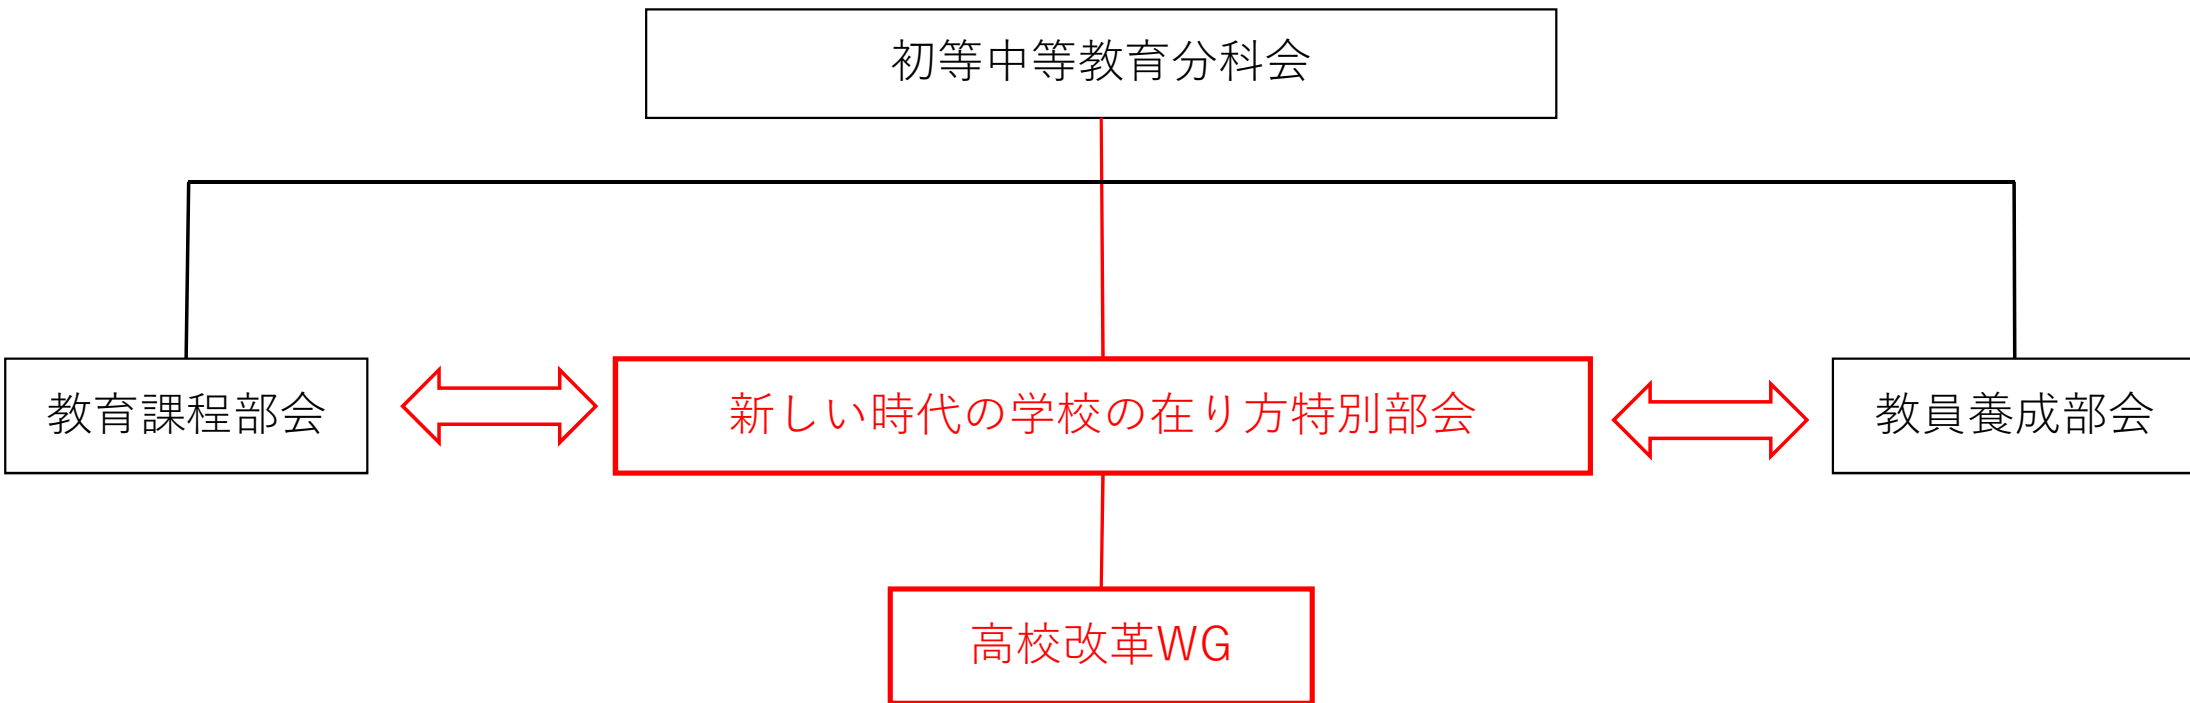 初等中等教育分科会
教育課程部会
新しい時代の学校の在り方特別部会
教員養成部会
高校改革WG